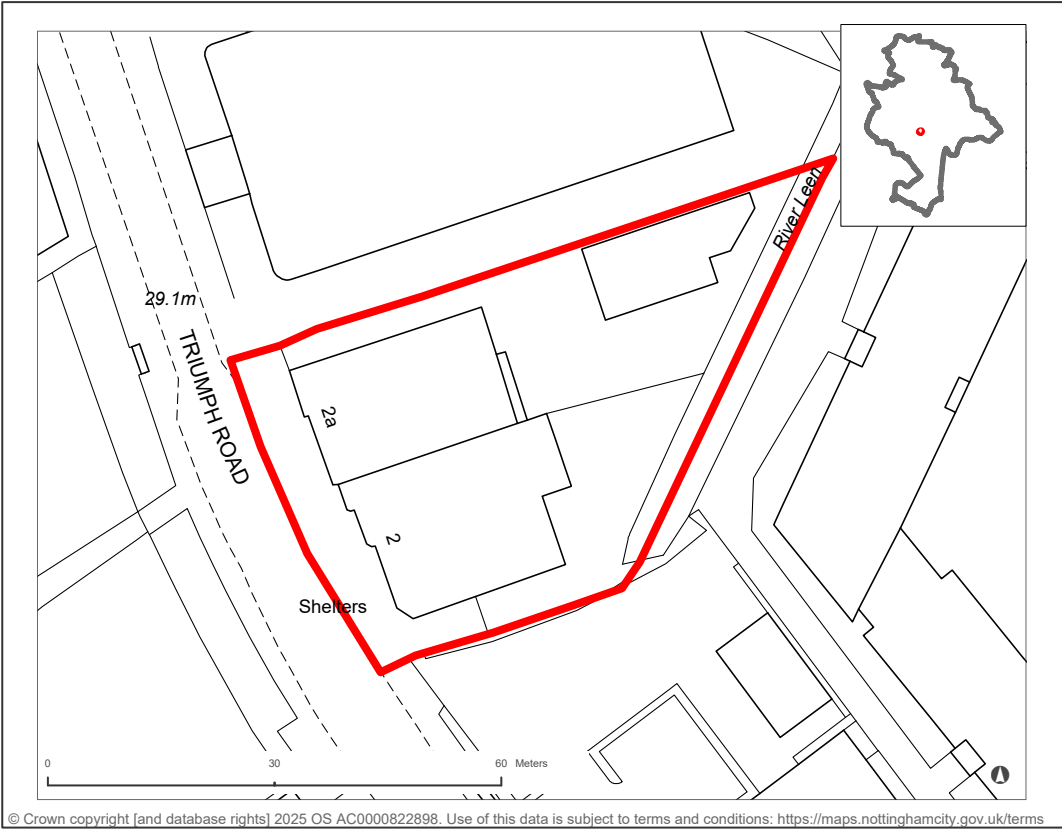 River Leen
29.1m
TRIUMPH ROAD
2a
2
Shelters
0 30 60 Meters
© Crown copyright [and database rights] 2025 OS AC0000822898. Use of this data is subject to terms and conditions: https://maps.nottinghamcity.gov.uk/terms